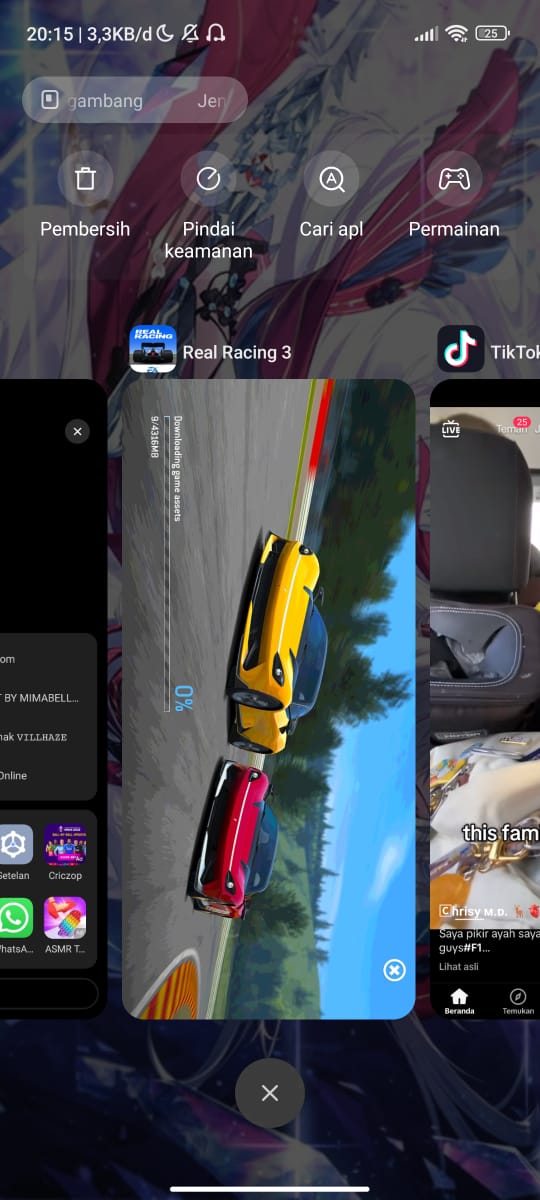 20:15 | 3,3KB/d
25
gambang Jen
Pembersih
Pindai
keamanan
Cari apl
Permainan
REAL
RACING
EA
Real Racing 3
TikTok
om
T BY MIMABELL...
nak VILLHAZE
Online
Setelan
Criczop
WhatsA...
ASMR T...
Downloading game assets
9/4316MB
0%
LIVE
Teman
25
J
this fam
Chrisy M.D.
Saya pikir ayah saya
guys#F1...
Lihat asli
Beranda
Temukan